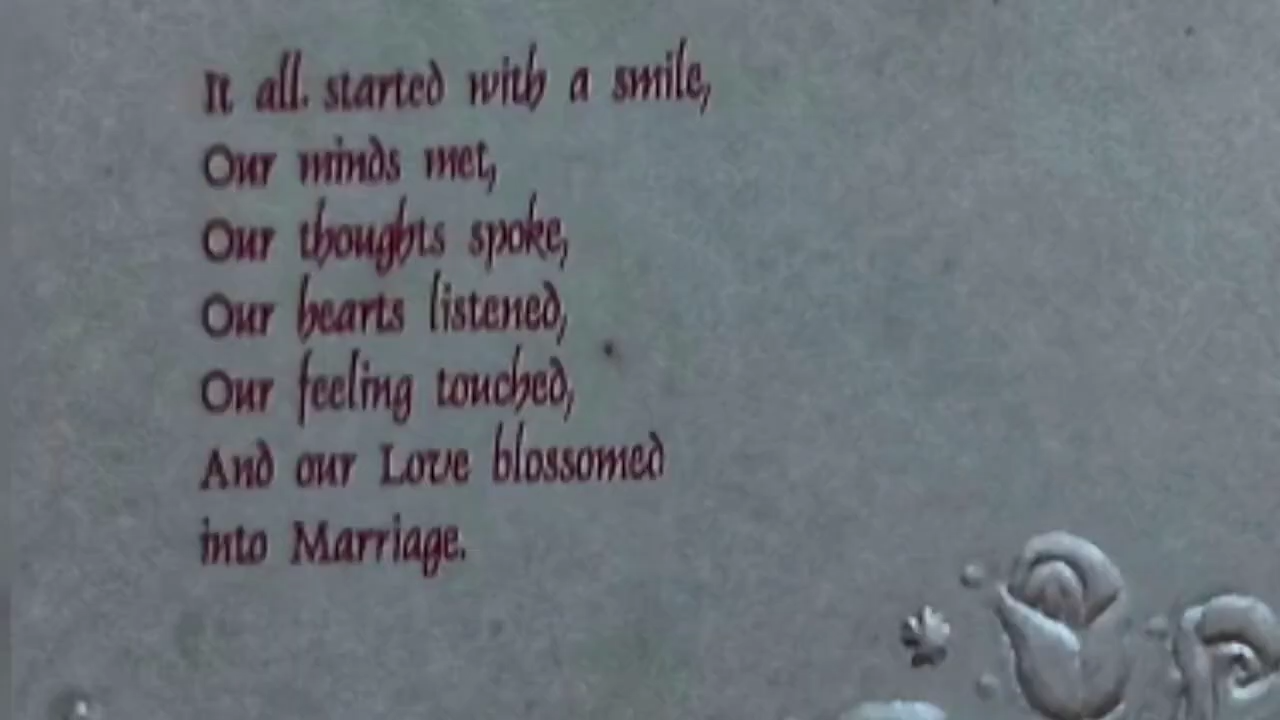 It all. started with a smile,
Our minds met,
Our thoughts spoke,
Our hearts listened,
Our feeling touched,
And our Love blossomed
into Marriage.